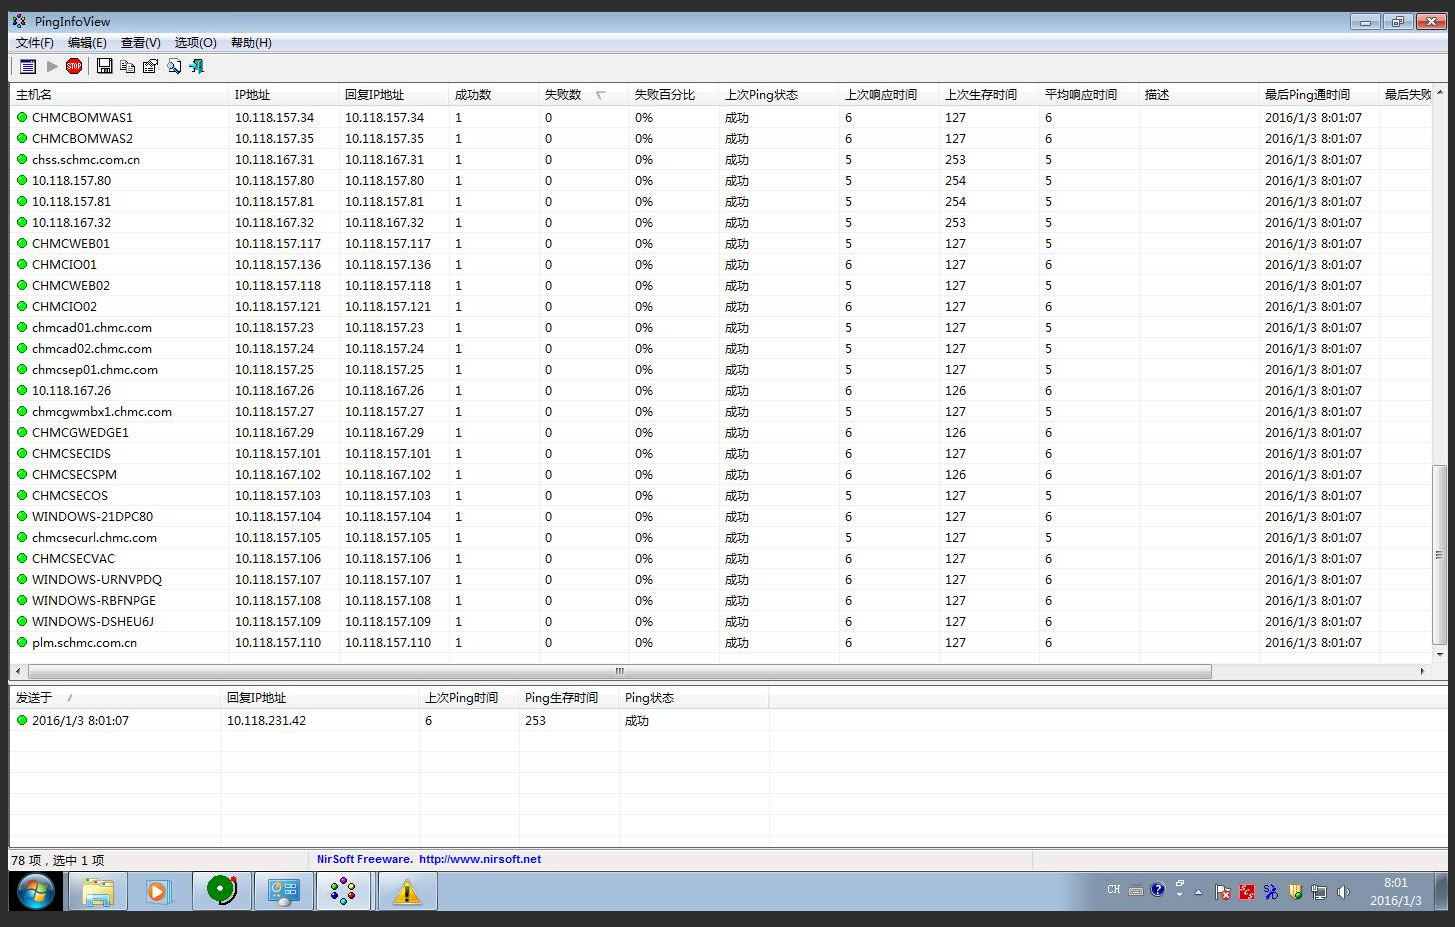 PingInfoView
文件(F) 编辑(E) 查看(V) 选项(O) 帮助(H)
STOP
主机名 IP地址 回复IP地址 成功数 失败数 失败百分比 上次Ping状态 上次响应时间 上次生存时间 平均响应时间 描述 最后Ping通时间 最后失败
CHMCBOMWAS1 10.118.157.34 10.118.157.34 1 0 0% 成功 6 127 6 2016/1/3 8:01:07
CHMCBOMWAS2 10.118.157.35 10.118.157.35 1 0 0% 成功 6 127 6 2016/1/3 8:01:07
chss.schmc.com.cn 10.118.167.31 10.118.167.31 1 0 0% 成功 5 253 5 2016/1/3 8:01:07
10.118.157.80 10.118.157.80 10.118.157.80 1 0 0% 成功 5 254 5 2016/1/3 8:01:07
10.118.157.81 10.118.157.81 10.118.157.81 1 0 0% 成功 5 254 5 2016/1/3 8:01:07
10.118.167.32 10.118.167.32 10.118.167.32 1 0 0% 成功 5 253 5 2016/1/3 8:01:07
CHMCWEB01 10.118.157.117 10.118.157.117 1 0 0% 成功 5 127 5 2016/1/3 8:01:07
CHMCIO01 10.118.157.136 10.118.157.136 1 0 0% 成功 6 127 6 2016/1/3 8:01:07
CHMCWEB02 10.118.157.118 10.118.157.118 1 0 0% 成功 5 127 5 2016/1/3 8:01:07
CHMCIO02 10.118.157.121 10.118.157.121 1 0 0% 成功 6 127 6 2016/1/3 8:01:07
chmcad01.chmc.com 10.118.157.23 10.118.157.23 1 0 0% 成功 5 127 5 2016/1/3 8:01:07
chmcad02.chmc.com 10.118.157.24 10.118.157.24 1 0 0% 成功 5 127 5 2016/1/3 8:01:07
chmcsep01.chmc.com 10.118.157.25 10.118.157.25 1 0 0% 成功 5 127 5 2016/1/3 8:01:07
10.118.167.26 10.118.167.26 10.118.167.26 1 0 0% 成功 6 126 6 2016/1/3 8:01:07
chmcgwmbx1.chmc.com 10.118.157.27 10.118.157.27 1 0 0% 成功 5 127 5 2016/1/3 8:01:07
CHMCGWEDGE1 10.118.167.29 10.118.167.29 1 0 0% 成功 6 126 6 2016/1/3 8:01:07
CHMCSECIDS 10.118.157.101 10.118.157.101 1 0 0% 成功 6 127 6 2016/1/3 8:01:07
CHMCSECSPM 10.118.167.102 10.118.167.102 1 0 0% 成功 6 126 6 2016/1/3 8:01:07
CHMCSECOS 10.118.157.103 10.118.157.103 1 0 0% 成功 5 127 5 2016/1/3 8:01:07
WINDOWS-21DPC80 10.118.157.104 10.118.157.104 1 0 0% 成功 6 127 6 2016/1/3 8:01:07
chmcsecurl.chmc.com 10.118.157.105 10.118.157.105 1 0 0% 成功 5 127 5 2016/1/3 8:01:07
CHMCSECVAC 10.118.157.106 10.118.157.106 1 0 0% 成功 6 127 6 2016/1/3 8:01:07
WINDOWS-URNVPDQ 10.118.157.107 10.118.157.107 1 0 0% 成功 6 127 6 2016/1/3 8:01:07
WINDOWS-RBFNPGE 10.118.157.108 10.118.157.108 1 0 0% 成功 6 127 6 2016/1/3 8:01:07
WINDOWS-DSHEU6J 10.118.157.109 10.118.157.109 1 0 0% 成功 6 127 6 2016/1/3 8:01:07
plm.schmc.com.cn 10.118.157.110 10.118.157.110 1 0 0% 成功 6 127 6 2016/1/3 8:01:07
发送于 回复IP地址 上次Ping时间 Ping生存时间 Ping状态
2016/1/3 8:01:07 10.118.231.42 6 253 成功
78 项 , 选中 1 项 NirSoft Freeware. http://www.nirsoft.net
CH 8:01
2016/1/3